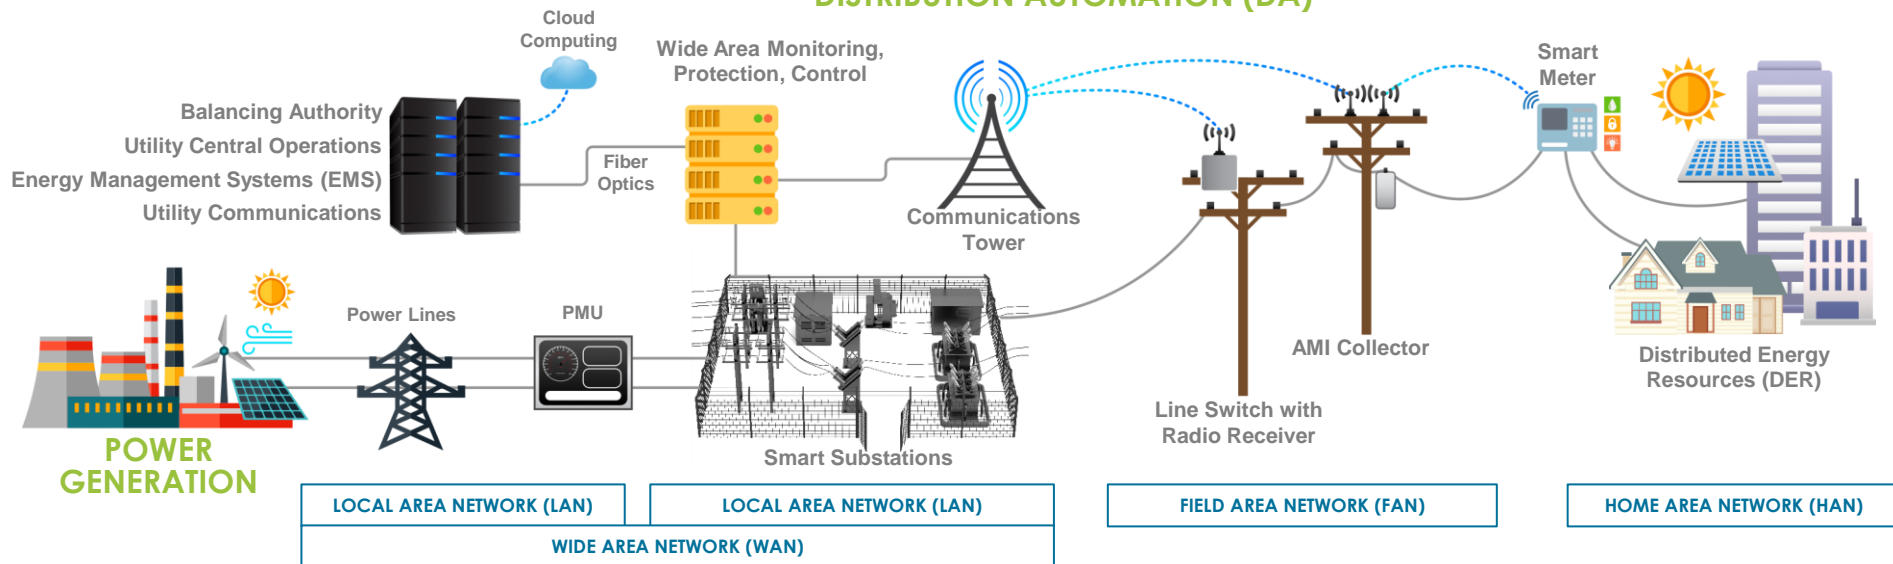 DISTRIBUTION AUTOMATION (DA)
Cloud
Computing
Wide Area Monitoring,
Protection, Control
Smart
Meter
Balancing Authority
Utility Central Operations
Energy Management Systems (EMS)
Utility Communications
Fiber
Optics
Communications
Tower
Power Lines
PMU
AMI Collector
Distributed Energy
Resources (DER)
Line Switch with
Radio Receiver
POWER
GENERATION
Smart Substations
LOCAL AREA NETWORK (LAN)
LOCAL AREA NETWORK (LAN)
FIELD AREA NETWORK (FAN)
HOME AREA NETWORK (HAN)
WIDE AREA NETWORK (WAN)